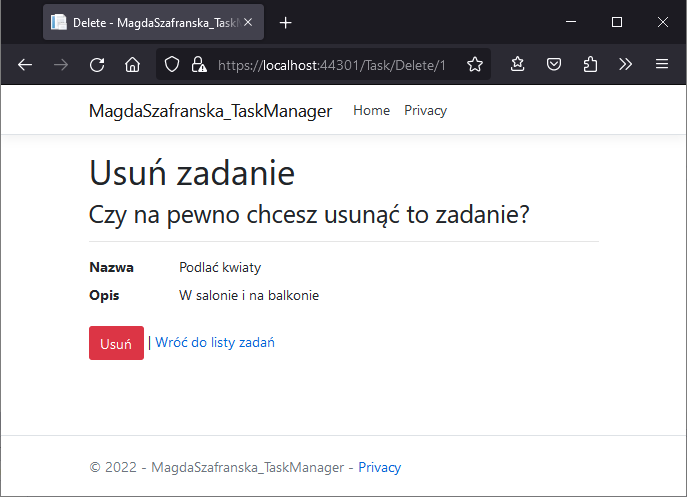 Delete - MagdaSzafranska_Task
https://localhost:44301/Task/Delete/1
MagdaSzafranska_TaskManager Home Privacy
Usuń zadanie
Czy na pewno chcesz usunąć to zadanie?
Nazwa Podlać kwiaty
Opis W salonie i na balkonie
Usuń | Wróć do listy zadań
© 2022 - MagdaSzafranska_TaskManager - Privacy